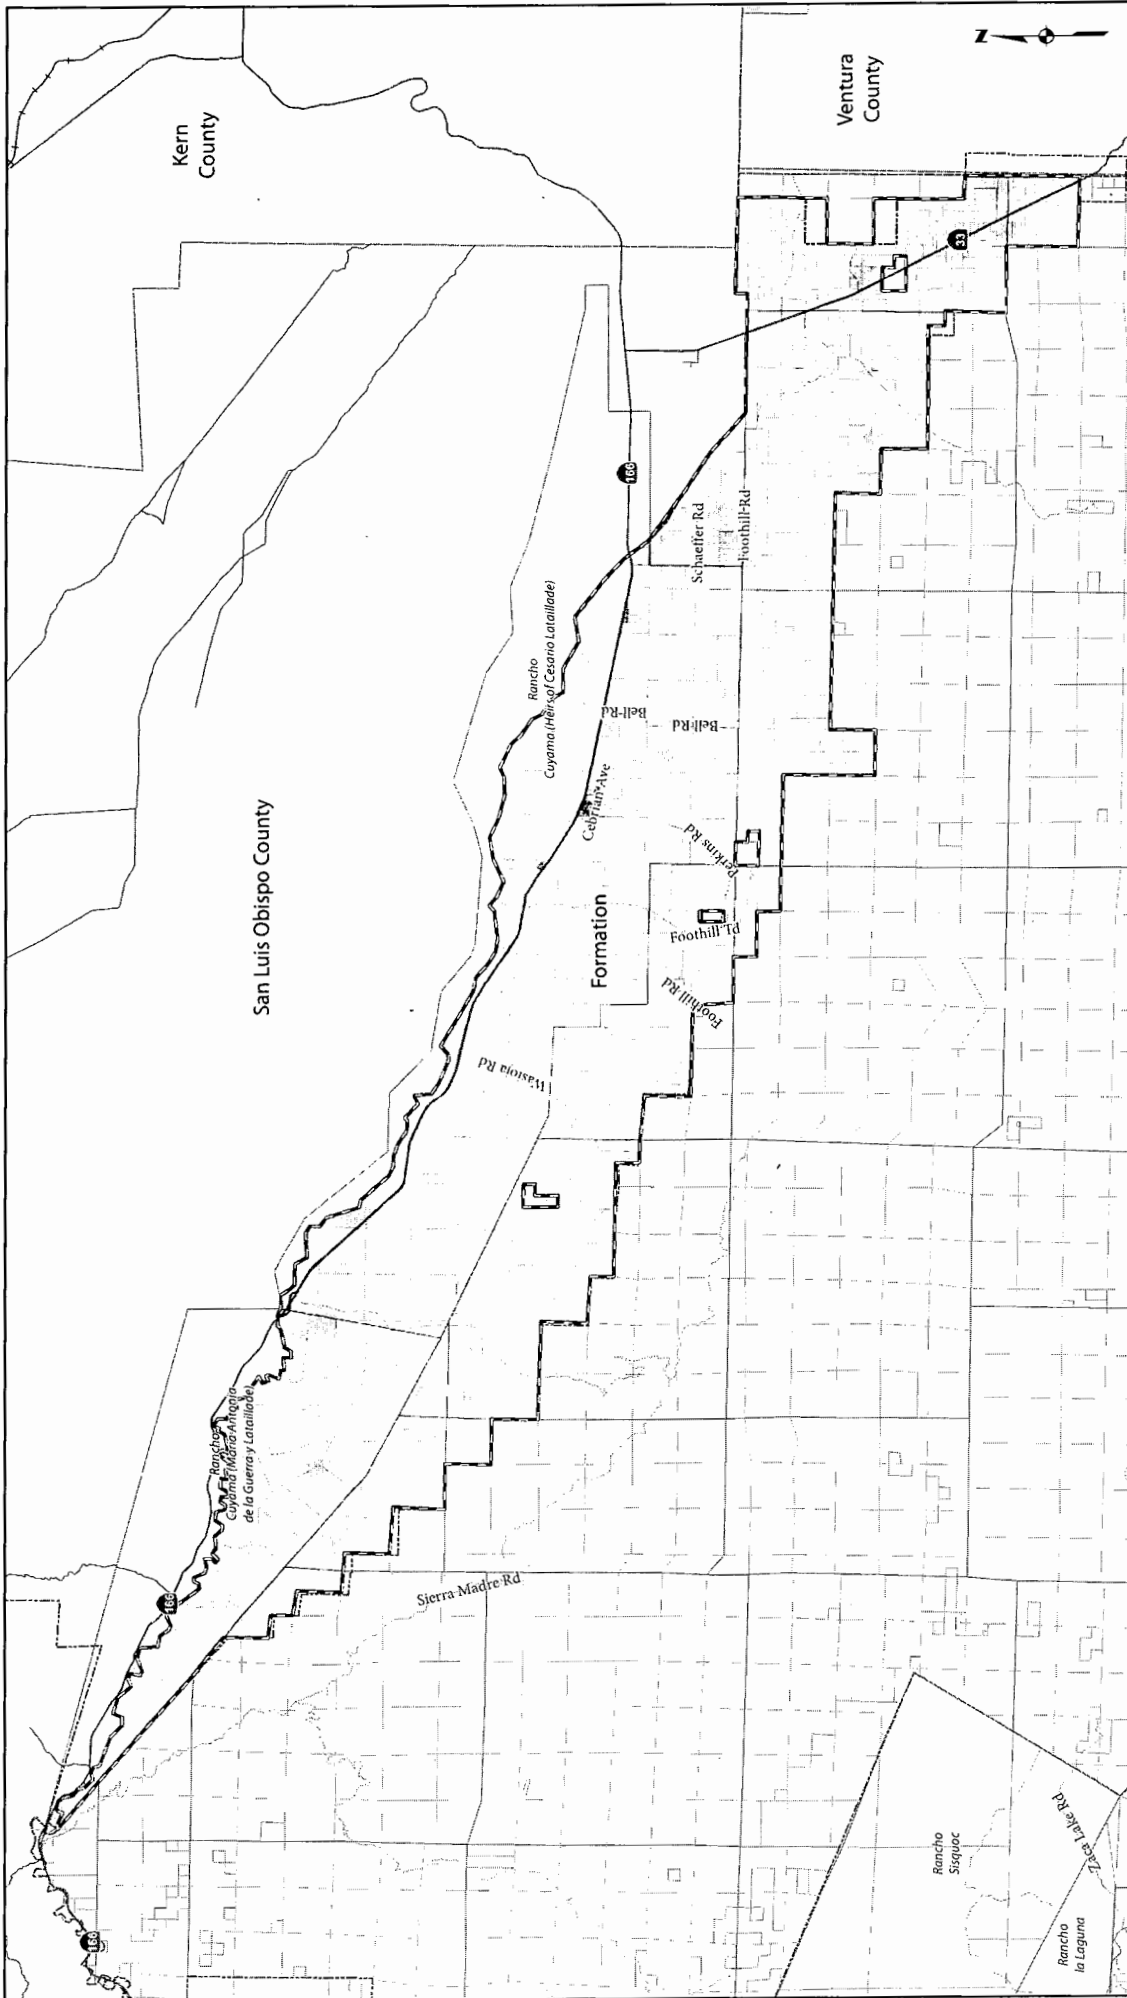 San Luis Obispo County
Kern
County
Ventura
County
N
166
166
166
33
Rancho
Cuyama (Maria Antonia
de la Guerra y Lataillade)
Rancho
Cuyama (Heirs of Cesario Lataillade)
Wasioja Rd
Formation
Cebrian Ave
Bell Rd
Bell Rd
Schaeffer Rd
Foothill Rd
Perkins Rd
Foothill Td
Foothill Rd
Sierra Madre Rd
Rancho
Sisquoc
Zaca Lake Rd
Rancho
la Laguna